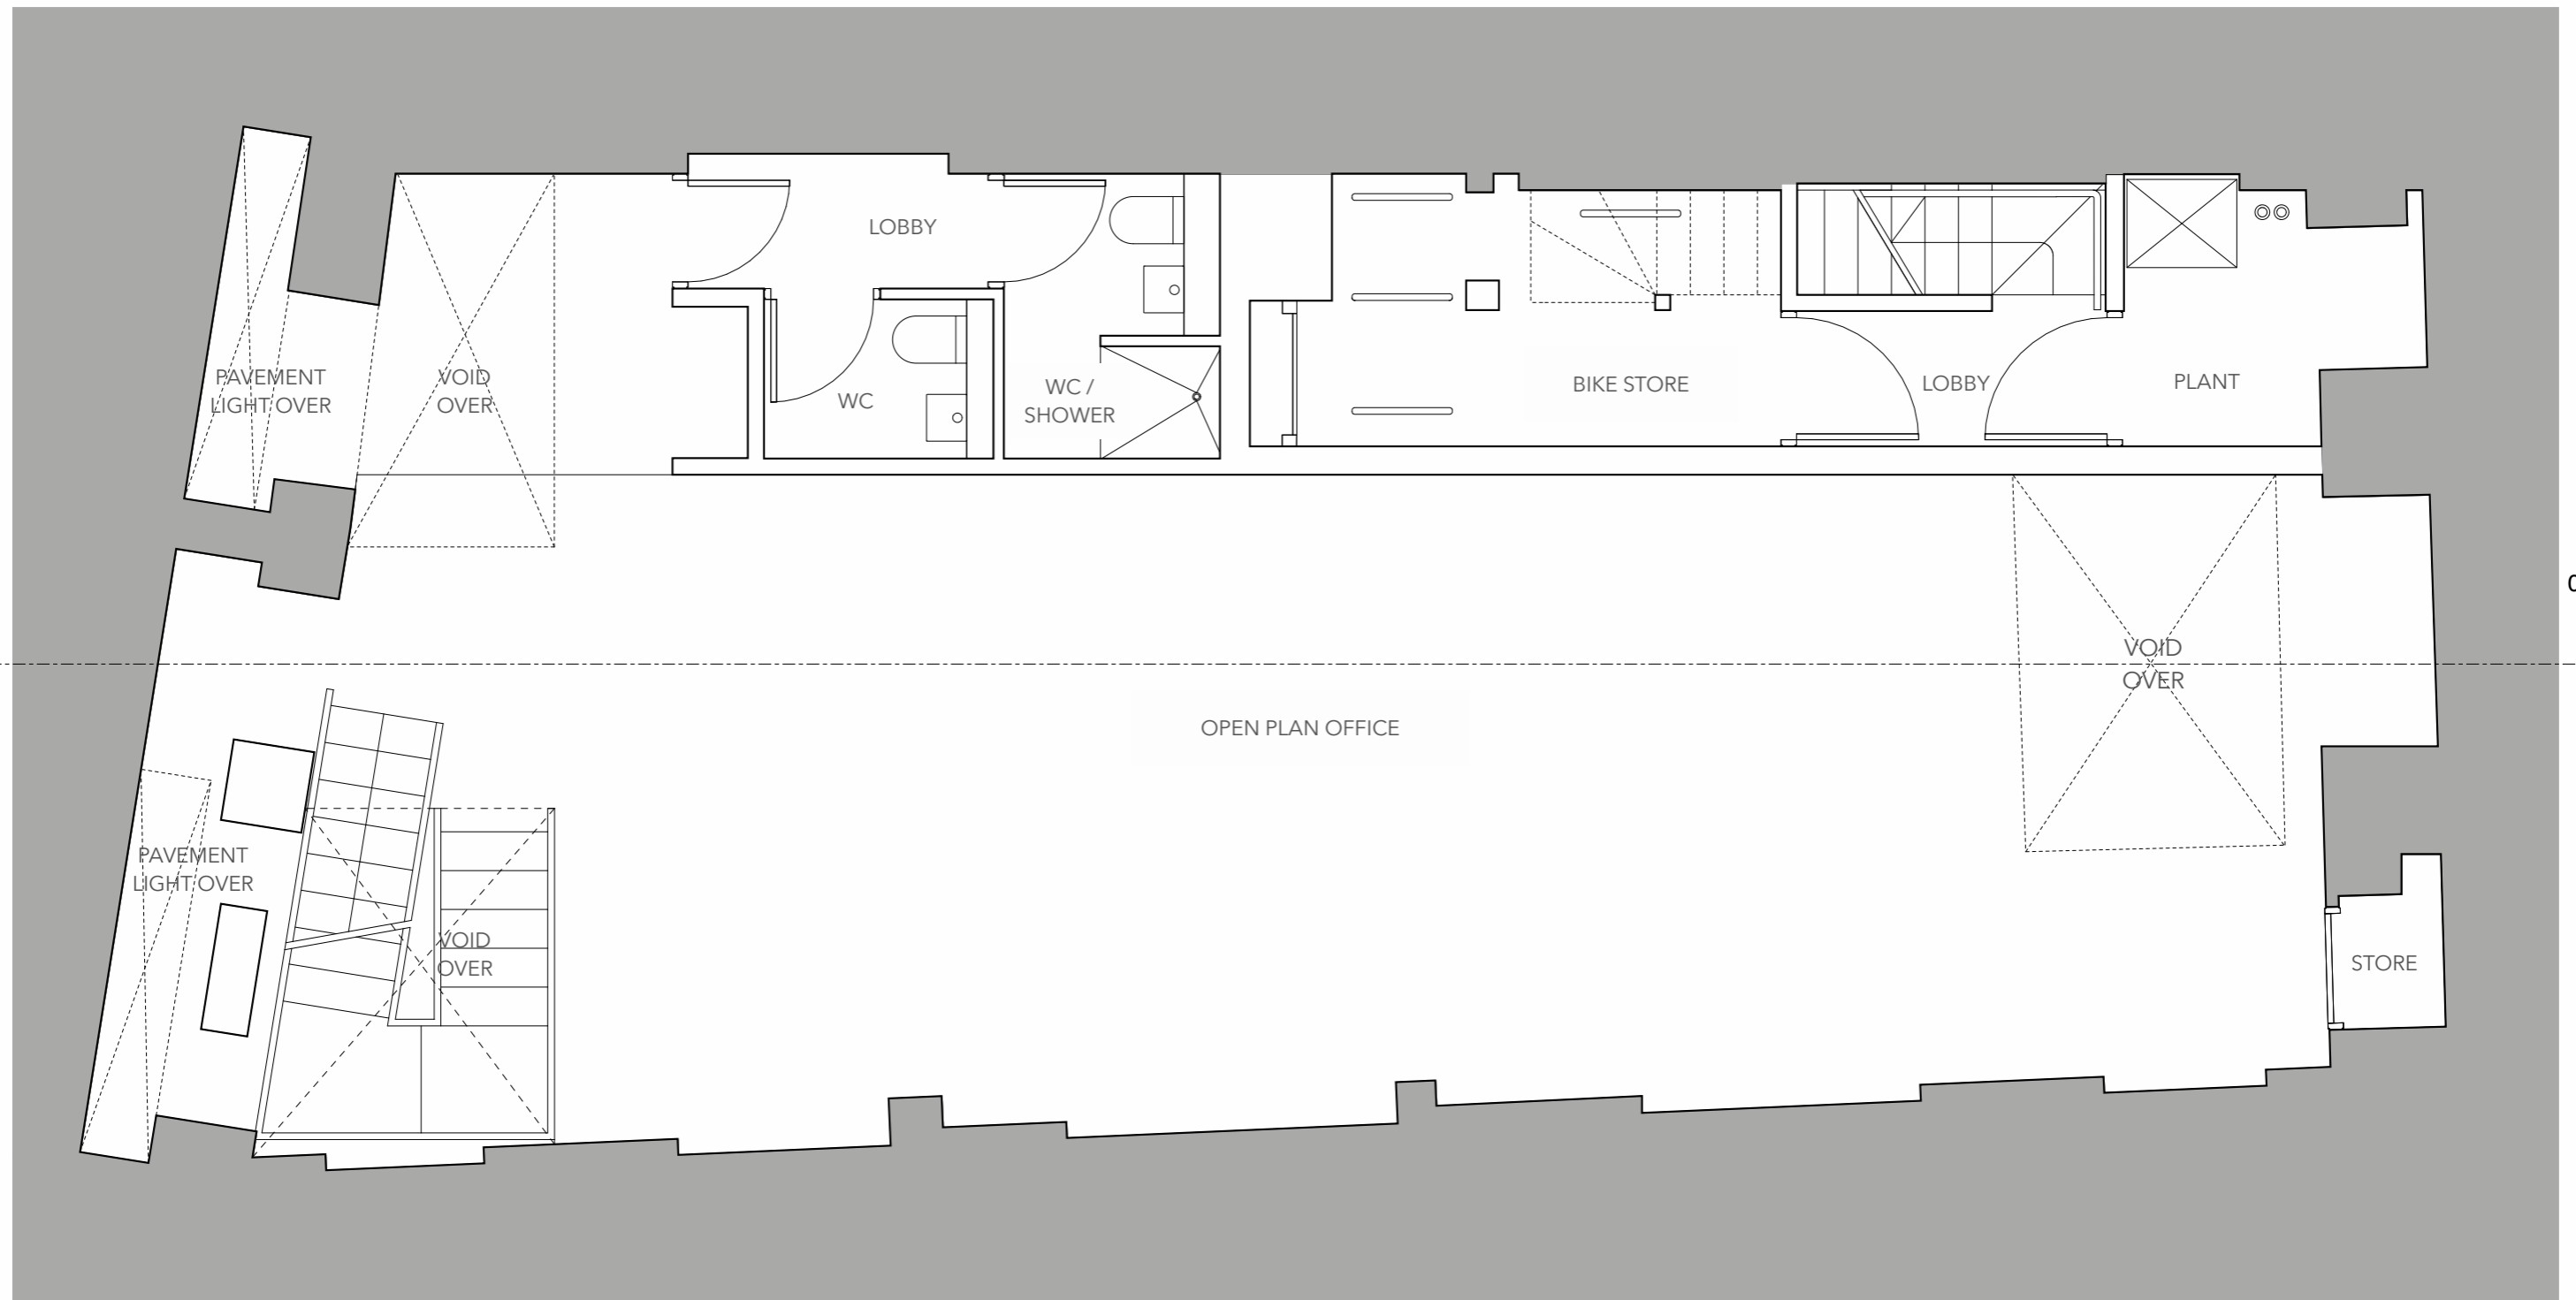 LOBBY
PAVEMENT
LIGHT OVER
VOID
OVER
WC
WC /
SHOWER
BIKE STORE
LOBBY
PLANT
VOID
OVER
OPEN PLAN OFFICE
PAVEMENT
LIGHT OVER
VOID
OVER
STORE